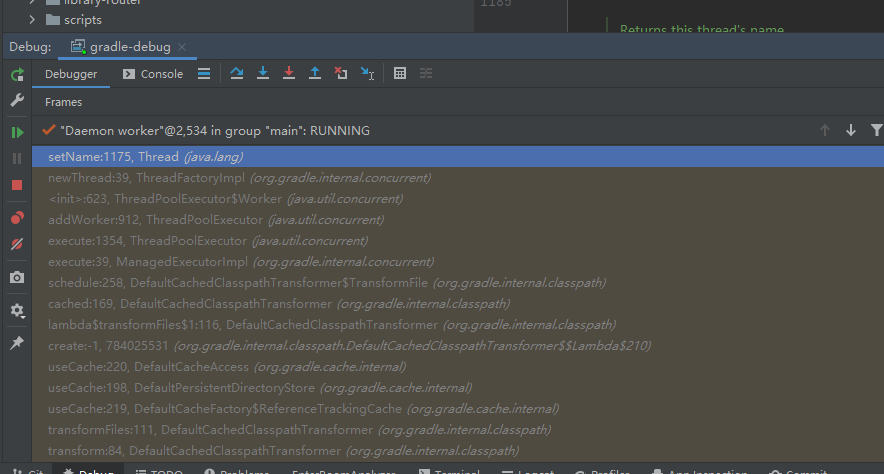 library-router
scripts
1185
Returns this thread's name
Debug: gradle-debug
Debugger Console
Frames
"Daemon worker"@2,534 in group "main": RUNNING
setName:1175, Thread (java.lang)
newThread:39, ThreadFactoryImpl (org.gradle.internal.concurrent)
<init>:623, ThreadPoolExecutor$Worker (java.util.concurrent)
addWorker:912, ThreadPoolExecutor (java.util.concurrent)
execute:1354, ThreadPoolExecutor (java.util.concurrent)
execute:39, ManagedExecutorImpl (org.gradle.internal.concurrent)
schedule:258, DefaultCachedClasspathTransformer$TransformFile (org.gradle.internal.classpath)
cached:169, DefaultCachedClasspathTransformer (org.gradle.internal.classpath)
lambda$transformFiles$1:116, DefaultCachedClasspathTransformer (org.gradle.internal.classpath)
create:-1, 784025531 (org.gradle.internal.classpath.DefaultCachedClasspathTransformer$$Lambda$210)
useCache:220, DefaultCacheAccess (org.gradle.cache.internal)
useCache:198, DefaultPersistentDirectoryStore (org.gradle.cache.internal)
useCache:219, DefaultCacheFactory$ReferenceTrackingCache (org.gradle.cache.internal)
transformFiles:111, DefaultCachedClasspathTransformer (org.gradle.internal.classpath)
transform:84, DefaultCachedClasspathTransformer (org.gradle.internal.classpath)
Git Debug TODO Problems EnterRoomAnalyzer Terminal Logcat Profiler App Inspection Commit